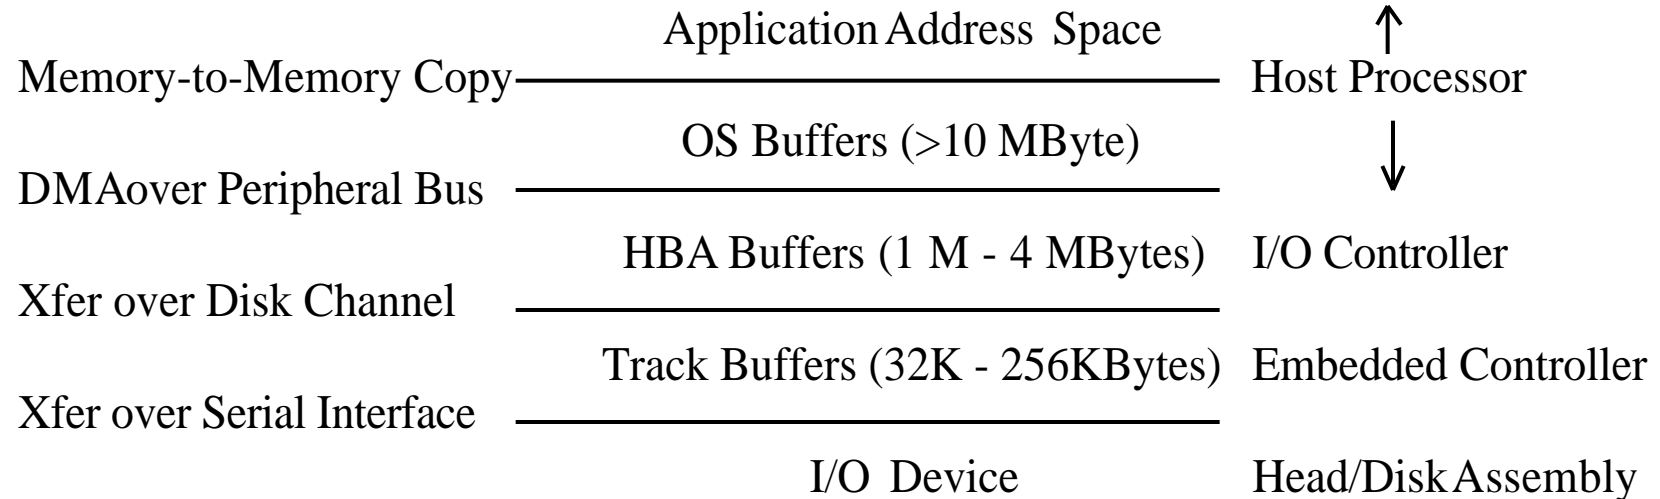 Application Address Space
Memory-to-Memory Copy Host Processor
OS Buffers (>10 MByte)
DMAover Peripheral Bus
HBA Buffers (1 M - 4 MBytes) I/O Controller
Xfer over Disk Channel
Track Buffers (32K - 256KBytes) Embedded Controller
Xfer over Serial Interface
I/O Device Head/Disk Assembly